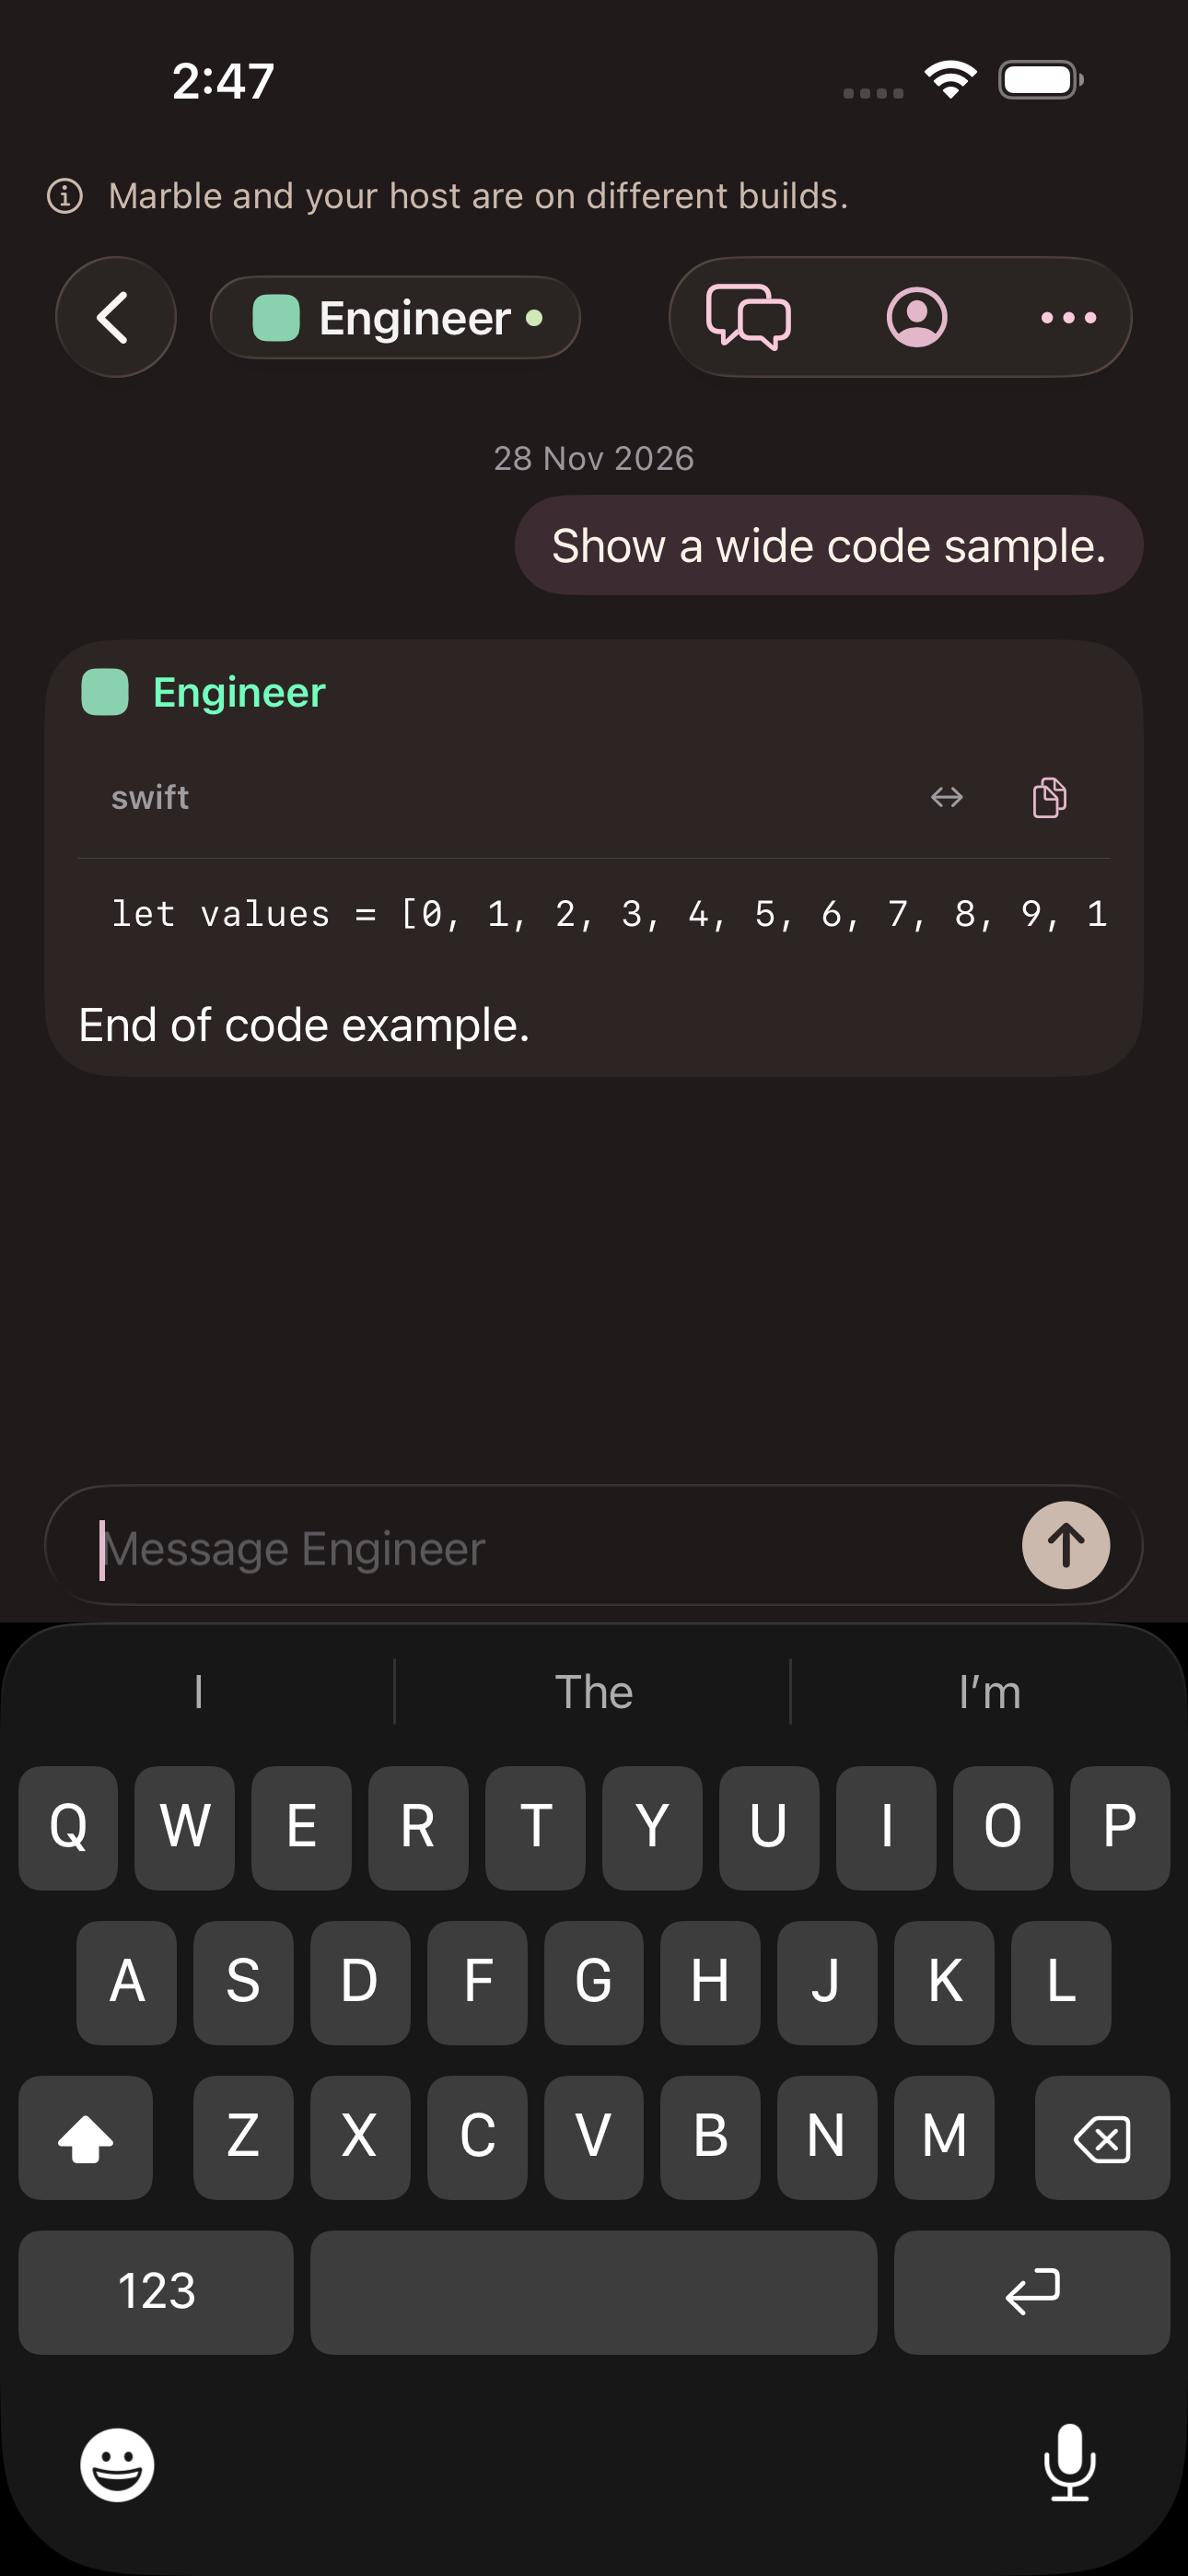 2:47
Marble and your host are on different builds.
Engineer
28 Nov 2026
Show a wide code sample.
Engineer
swift
let values = [0, 1, 2, 3, 4, 5, 6, 7, 8, 9, 1
End of code example.
Message Engineer
I The I'm
Q W E R T Y U I O P
A S D F G H J K L
Z X C V B N M
123